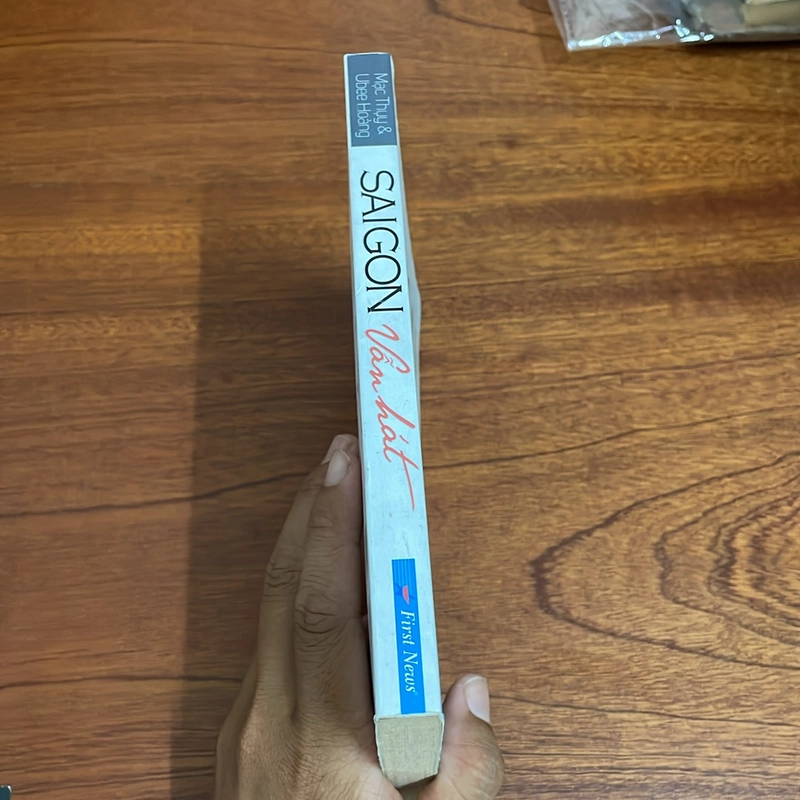 Mạc Thụy &
Ubee Hoàng
SAIGON
Vẫn hát
First News